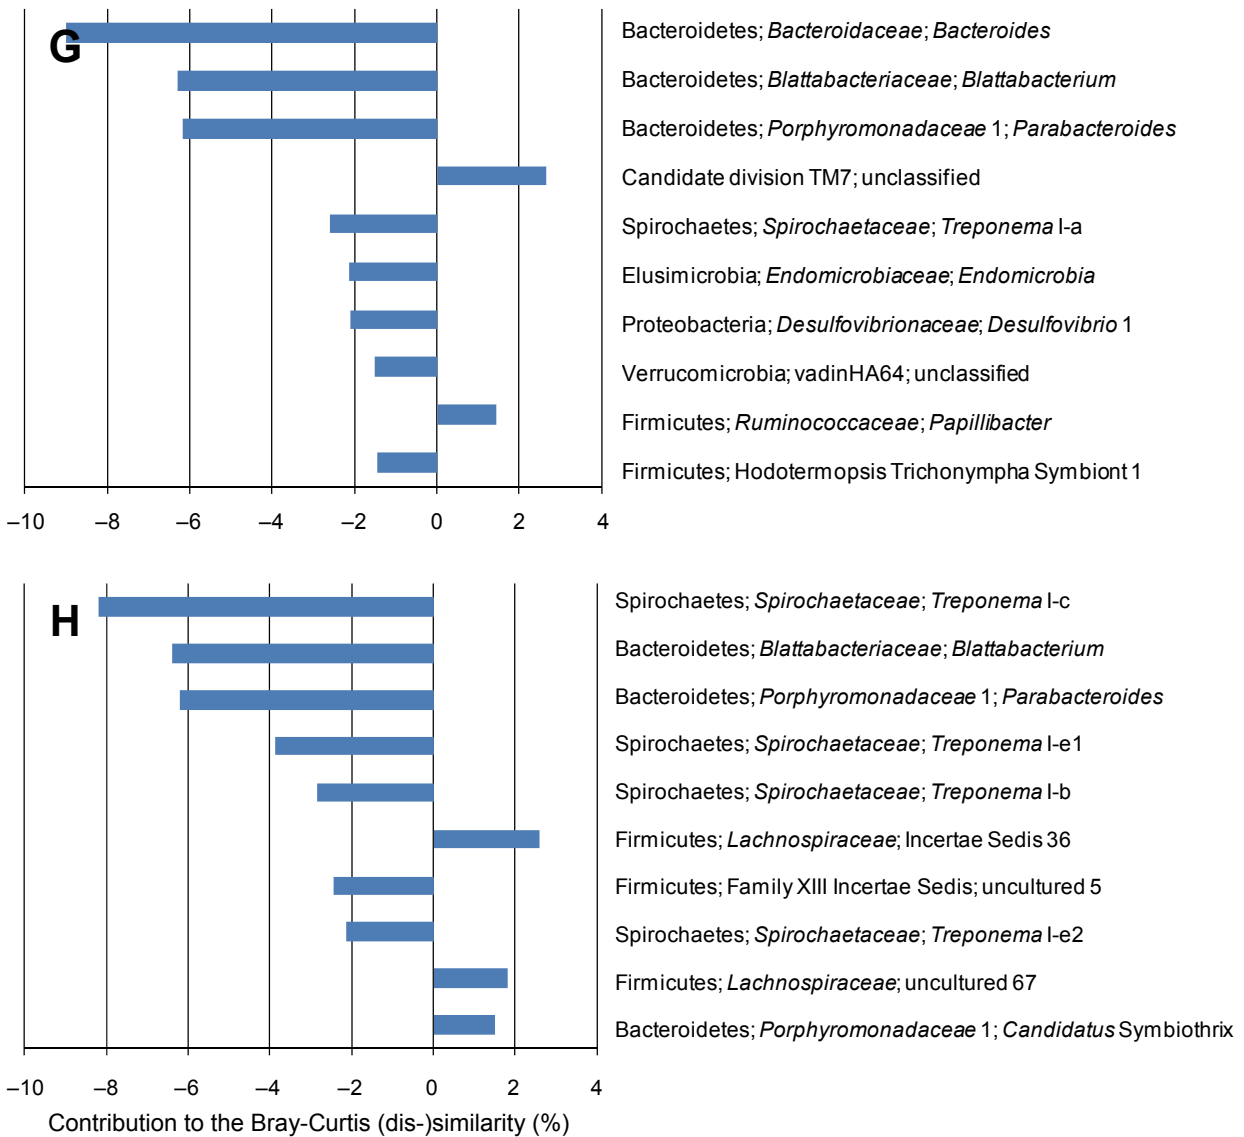 G
Bacteroidetes; Bacteroidaceae; Bacteroides
Bacteroidetes; Blattabacteriaceae; Blattabacterium
Bacteroidetes; Porphyromonadaceae 1; Parabacteroides
Candidate division TM7; unclassified
Spirochaetes; Spirochaetaceae; Treponema I-a
Elusimicrobia; Endomicrobiaceae; Endomicrobia
Proteobacteria; Desulfovibrionaceae; Desulfovibrio 1
Verrucomicrobia; vadinHA64; unclassified
Firmicutes; Ruminococcaceae; Papillibacter
Firmicutes; Hodotermopsis Trichonympha Symbiont 1
–10 –8 –6 –4 –2 0 2 4
H
Spirochaetes; Spirochaetaceae; Treponema I-c
Bacteroidetes; Blattabacteriaceae; Blattabacterium
Bacteroidetes; Porphyromonadaceae 1; Parabacteroides
Spirochaetes; Spirochaetaceae; Treponema I-e1
Spirochaetes; Spirochaetaceae; Treponema I-b
Firmicutes; Lachnospiraceae; Incertae Sedis 36
Firmicutes; Family XIII Incertae Sedis; uncultured 5
Spirochaetes; Spirochaetaceae; Treponema I-e2
Firmicutes; Lachnospiraceae; uncultured 67
Bacteroidetes; Porphyromonadaceae 1; Candidatus Symbiothrix
–10 –8 –6 –4 –2 0 2 4
Contribution to the Bray-Curtis (dis-)similarity (%)